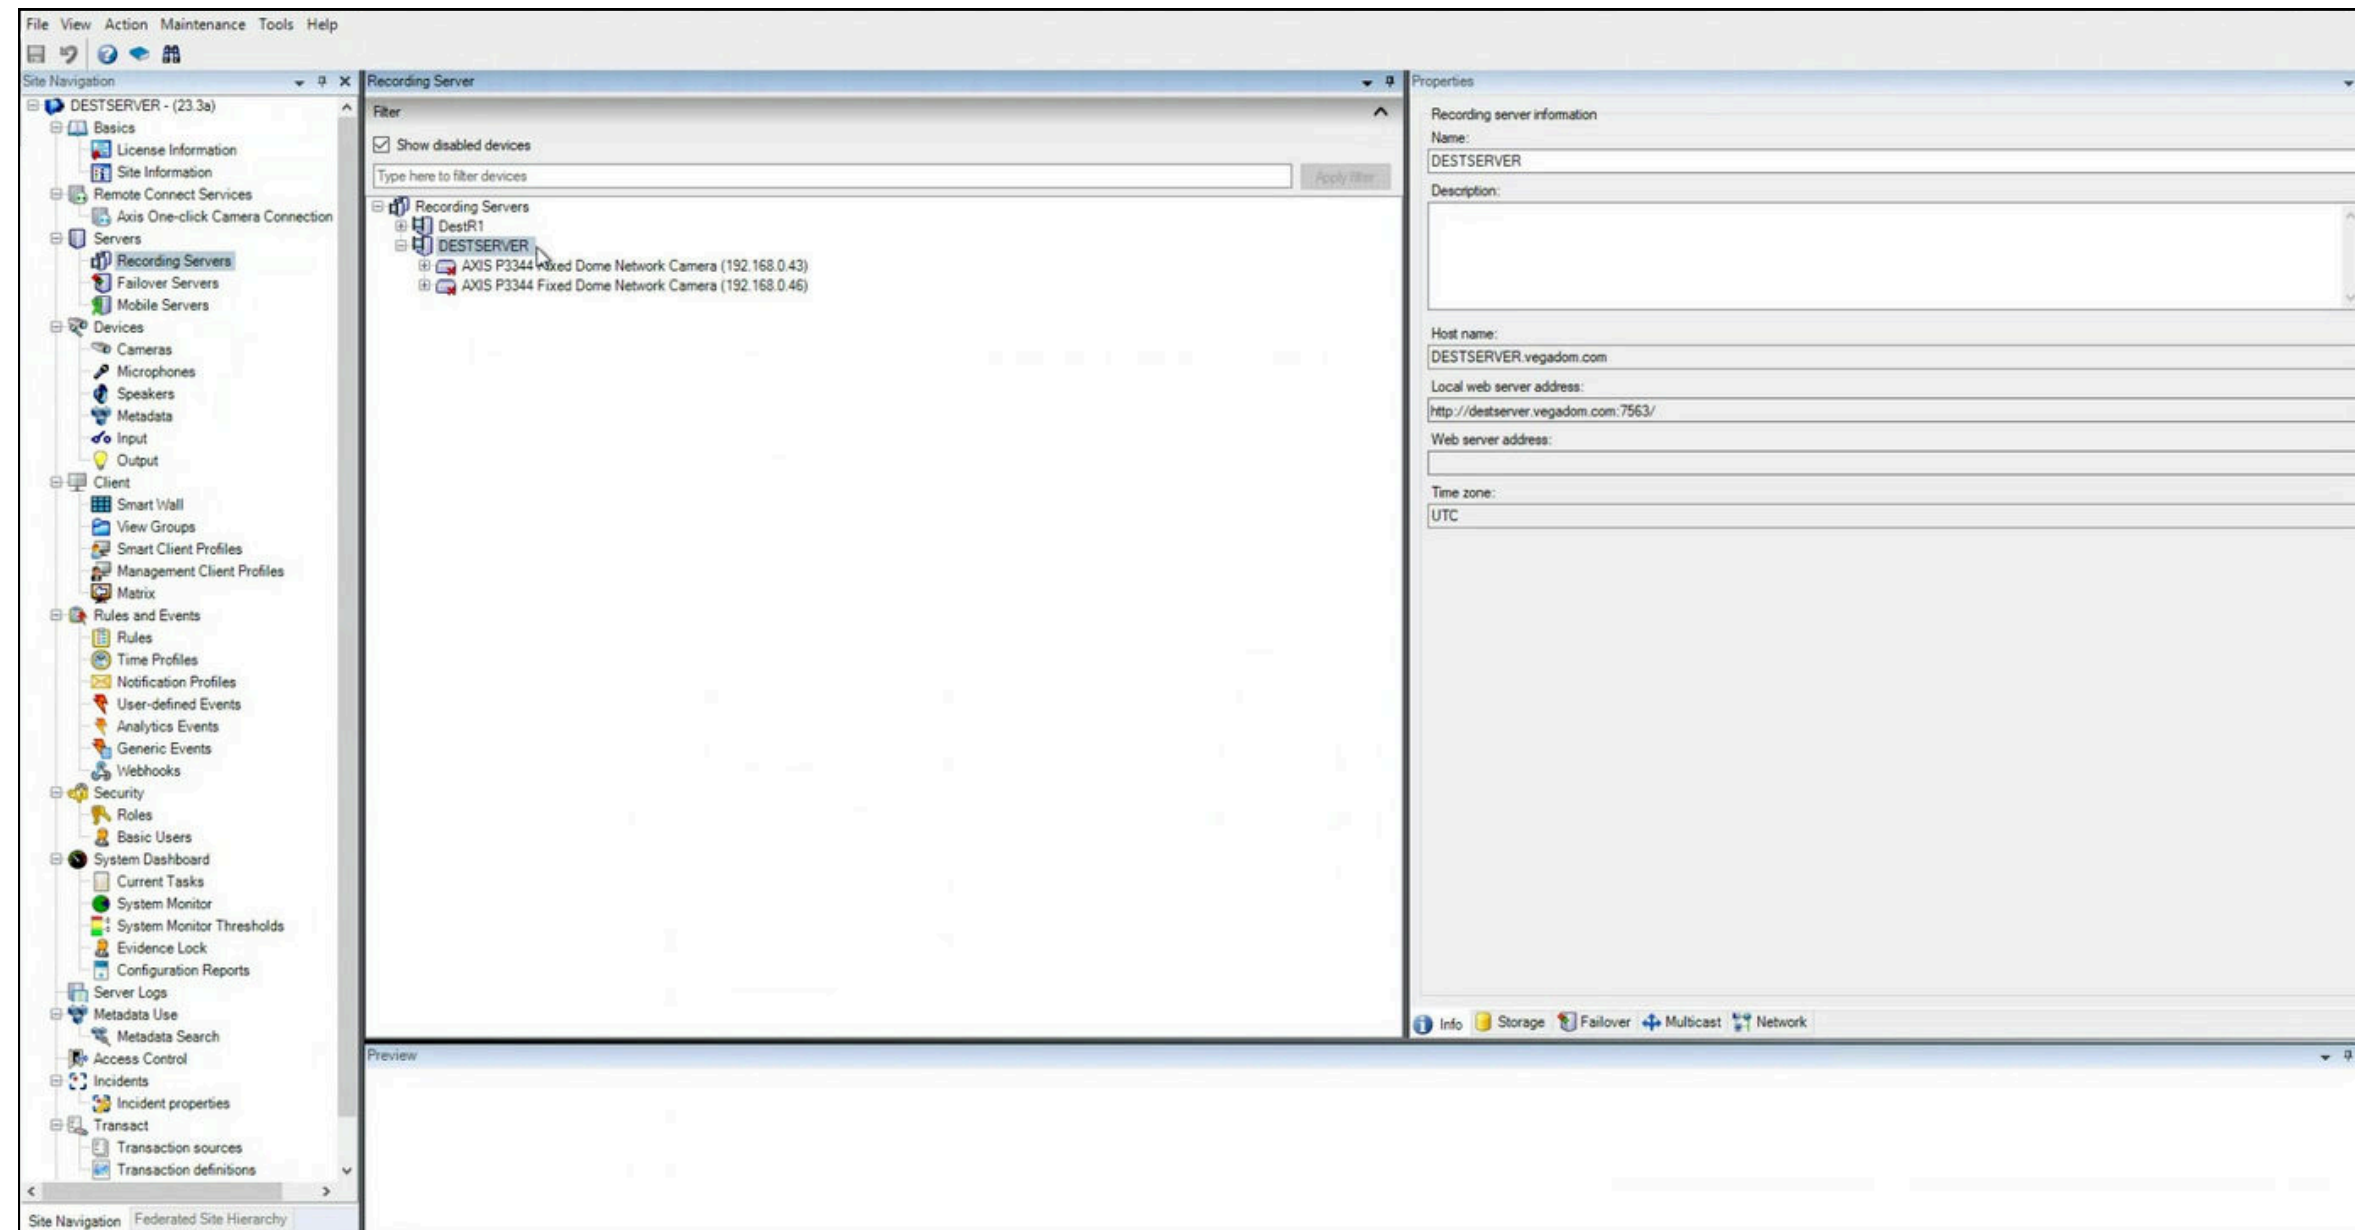 File View Action Maintenance Tools Help
Site Navigation
DESTSERVER - (23.3a)
Basics
License Information
Site Information
Remote Connect Services
Axis One-click Camera Connection
Servers
Recording Servers
Failover Servers
Mobile Servers
Devices
Cameras
Microphones
Speakers
Metadata
Input
Output
Client
Smart Wall
View Groups
Smart Client Profiles
Management Client Profiles
Matrix
Rules and Events
Rules
Time Profiles
Notification Profiles
User-defined Events
Analytics Events
Generic Events
Webhooks
Security
Roles
Basic Users
System Dashboard
Current Tasks
System Monitor
System Monitor Thresholds
Evidence Lock
Configuration Reports
Server Logs
Metadata Use
Metadata Search
Access Control
Incidents
Incident properties
Transact
Transaction sources
Transaction definitions
Site Navigation Federated Site Hierarchy
Recording Server
Filter
Show disabled devices
Type here to filter devices Apply filter
Recording Servers
DestR1
DESTSERVER
AXIS P3344 Fixed Dome Network Camera (192.168.0.43)
AXIS P3344 Fixed Dome Network Camera (192.168.0.46)
Properties
Recording server information
Name:
DESTSERVER
Description:
Host name:
DESTSERVER.vegadom.com
Local web server address:
http://destserver.vegadom.com:7563/
Web server address:
Time zone:
UTC
Info Storage Failover Multicast Network
Preview